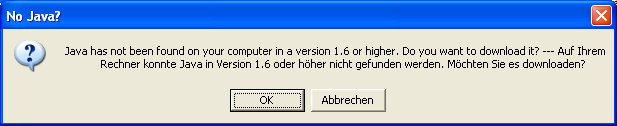 No Java?
Java has not been found on your computer in a version 1.6 or higher. Do you want to download it? --- Auf Ihrem
Rechner konnte Java in Version 1.6 oder höher nicht gefunden werden. Möchten Sie es downloaden?
OK
Abbrechen